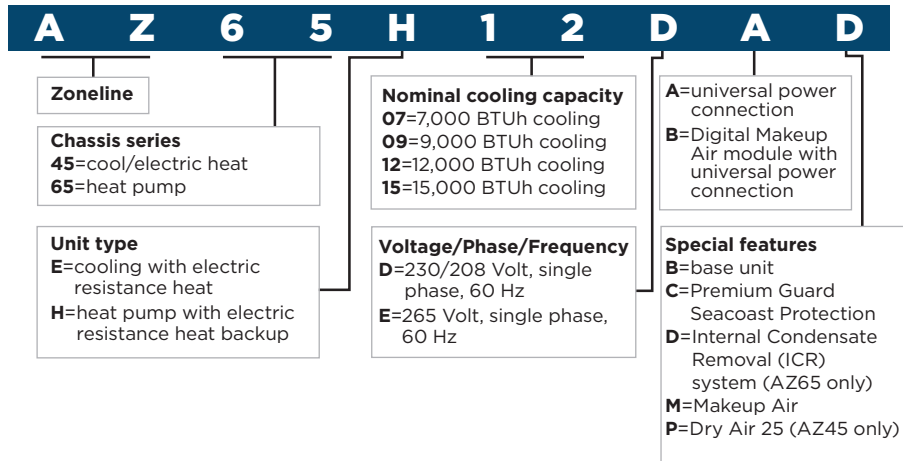 A Z 6 5 H 1 2 D A D
Zoneline
Chassis series
45=cool/electric heat
65=heat pump
Unit type
E=cooling with electric
resistance heat
H=heat pump with electric
resistance heat backup
Nominal cooling capacity
07=7,000 BTUh cooling
09=9,000 BTUh cooling
12=12,000 BTUh cooling
15=15,000 BTUh cooling
Voltage/Phase/Frequency
D=230/208 Volt, single
phase, 60 Hz
E=265 Volt, single phase,
60 Hz
A=universal power
connection
B=Digital Makeup
Air module with
universal power
connection
Special features
B=base unit
C=Premium Guard
Seacoast Protection
D=Internal Condensate
Removal (ICR)
system (AZ65 only)
M=Makeup Air
P=Dry Air 25 (AZ45 only)